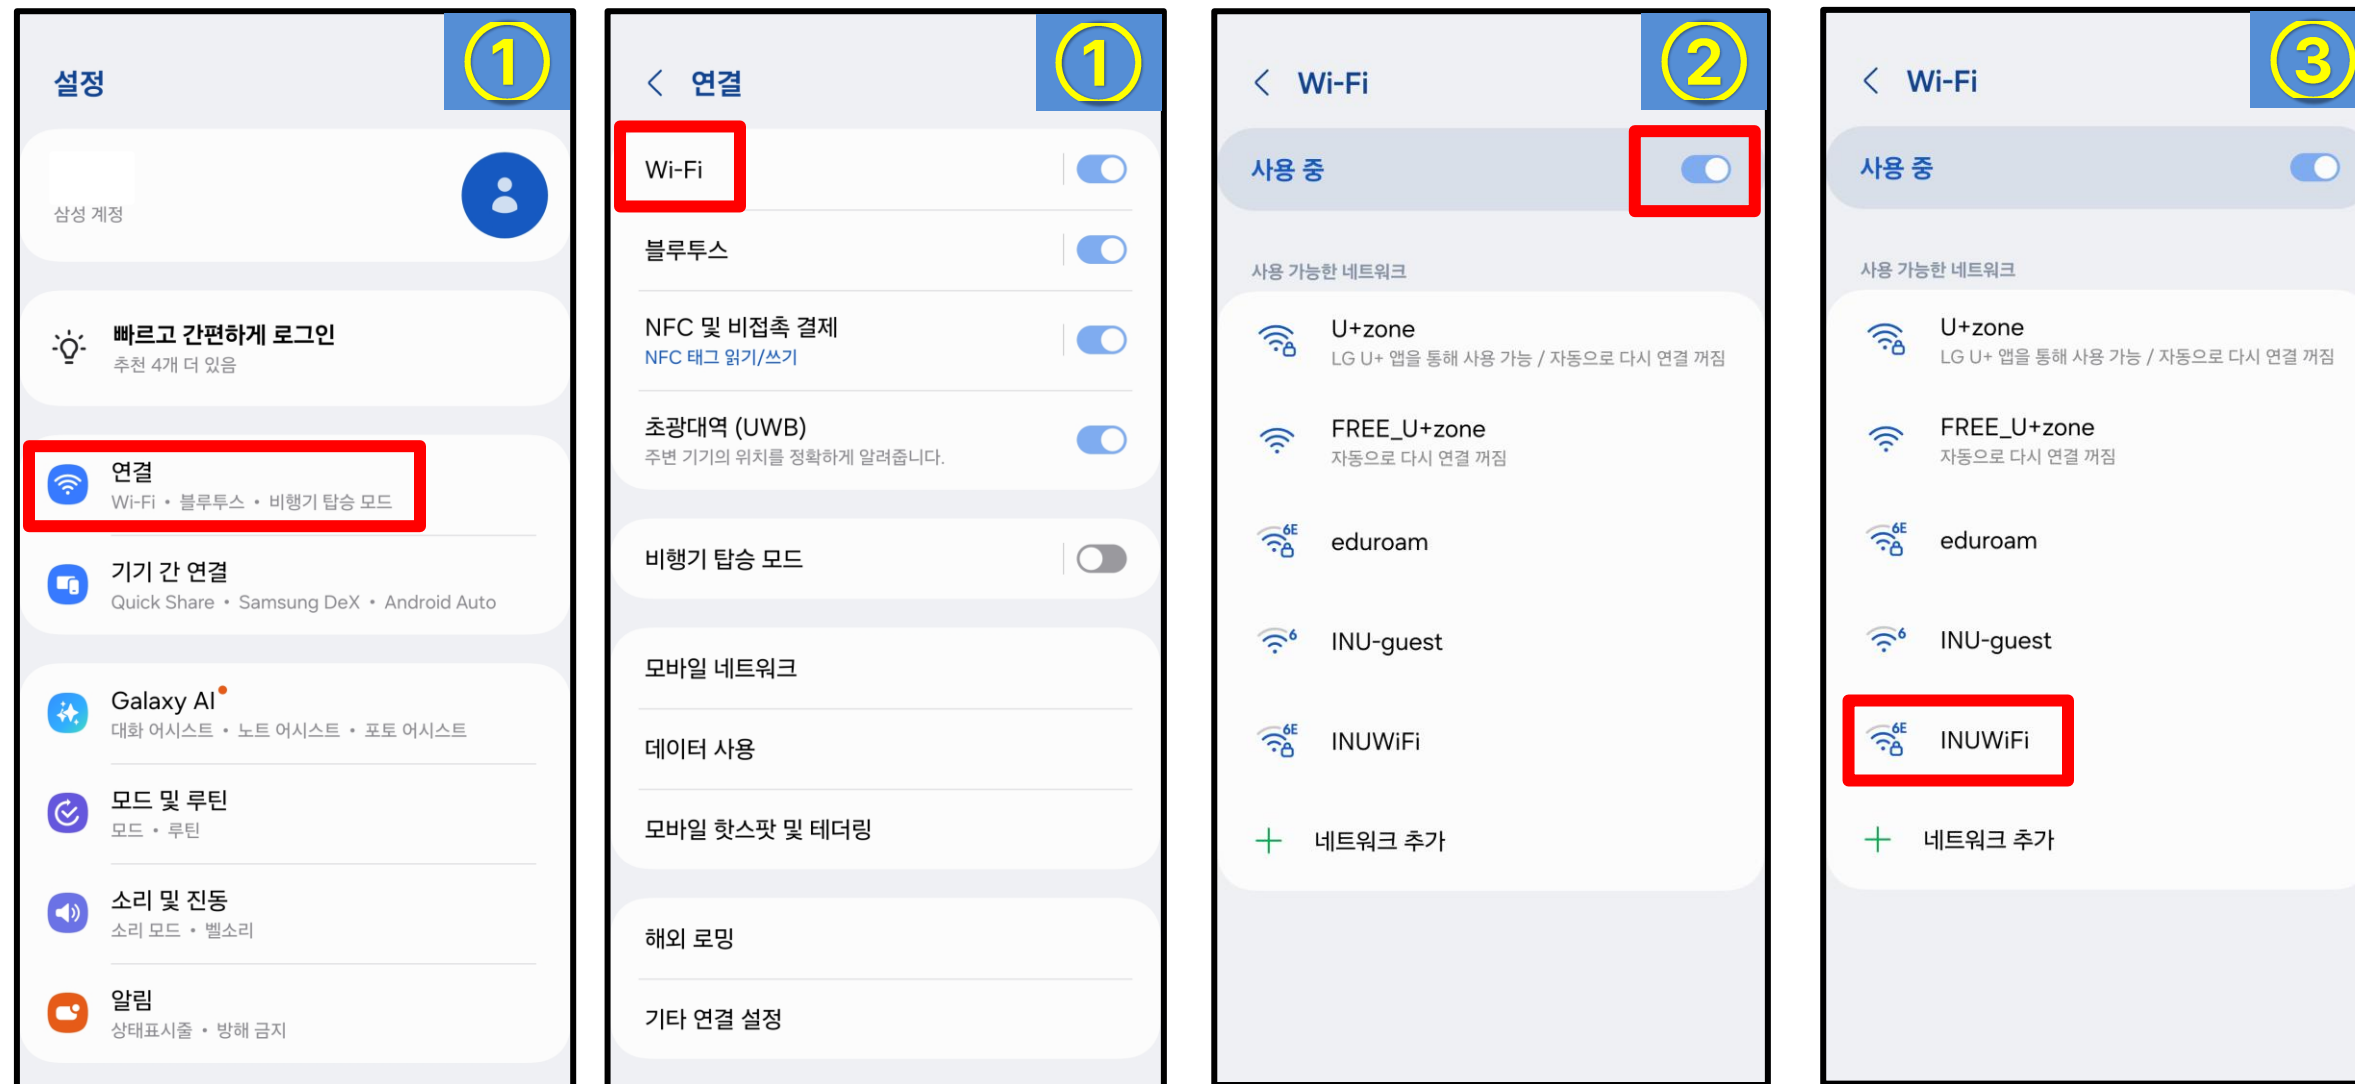 ①
설정
삼성 계정
빠르고 간편하게 로그인
추천 4개 더 있음
연결
Wi-Fi • 블루투스 • 비행기 탑승 모드
기기 간 연결
Quick Share • Samsung DeX • Android Auto
Galaxy AI
대화 어시스트 • 노트 어시스트 • 포토 어시스트
모드 및 루틴
모드 • 루틴
소리 및 진동
소리 모드 • 벨소리
알림
상태표시줄 • 방해 금지
①
연결
Wi-Fi
블루투스
NFC 및 비접촉 결제
NFC 태그 읽기/쓰기
초광대역 (UWB)
주변 기기의 위치를 정확하게 알려줍니다.
비행기 탑승 모드
모바일 네트워크
데이터 사용
모바일 핫스팟 및 테더링
해외 로밍
기타 연결 설정
②
Wi-Fi
사용 중
사용 가능한 네트워크
U+zone
LG U+ 앱을 통해 사용 가능 / 자동으로 다시 연결 꺼짐
FREE_U+zone
자동으로 다시 연결 꺼짐
6E
eduroam
6
INU-guest
6E
INUWiFi
네트워크 추가
③
Wi-Fi
사용 중
사용 가능한 네트워크
U+zone
LG U+ 앱을 통해 사용 가능 / 자동으로 다시 연결 꺼짐
FREE_U+zone
자동으로 다시 연결 꺼짐
6E
eduroam
6
INU-guest
6E
INUWiFi
네트워크 추가